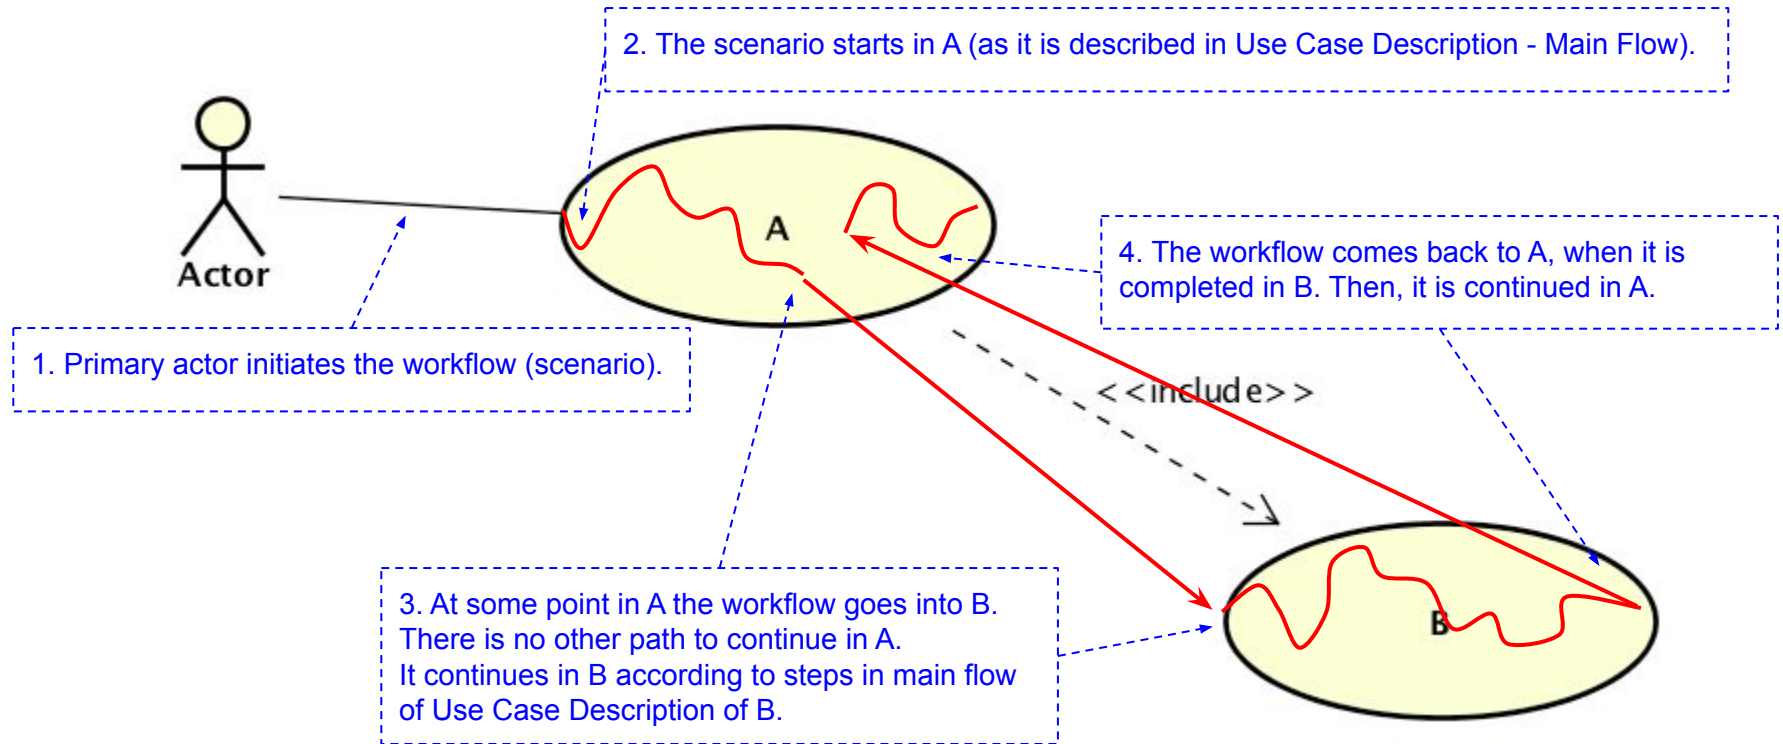 2. The scenario starts in A (as it is described in Use Case Description - Main Flow).
A
Actor
4. The workflow comes back to A, when it is
completed in B. Then, it is continued in A.
1. Primary actor initiates the workflow (scenario).
<<include>>
3. At some point in A the workflow goes into B.
There is no other path to continue in A.
It continues in B according to steps in main flow
of Use Case Description of B.
B